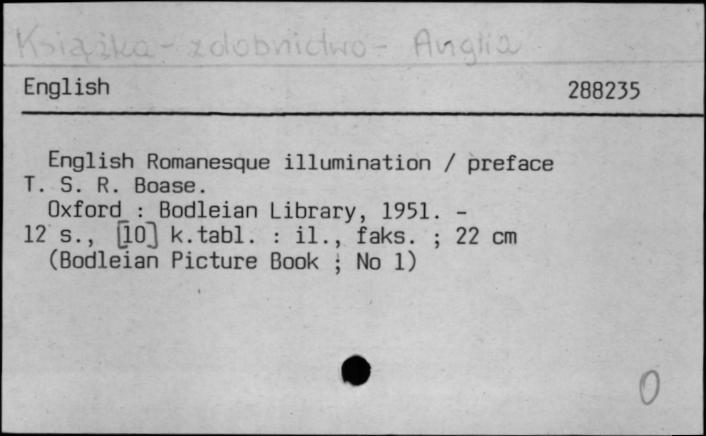 Książka - zdobnictwo - Anglia
English 288235
English Romanesque illumination / preface
T. S. R. Boase.
Oxford : Bodleian Library, 1951. -
12 s., [10] k.tabl. : il., faks. ; 22 cm
(Bodleian Picture Book ; No 1)
0